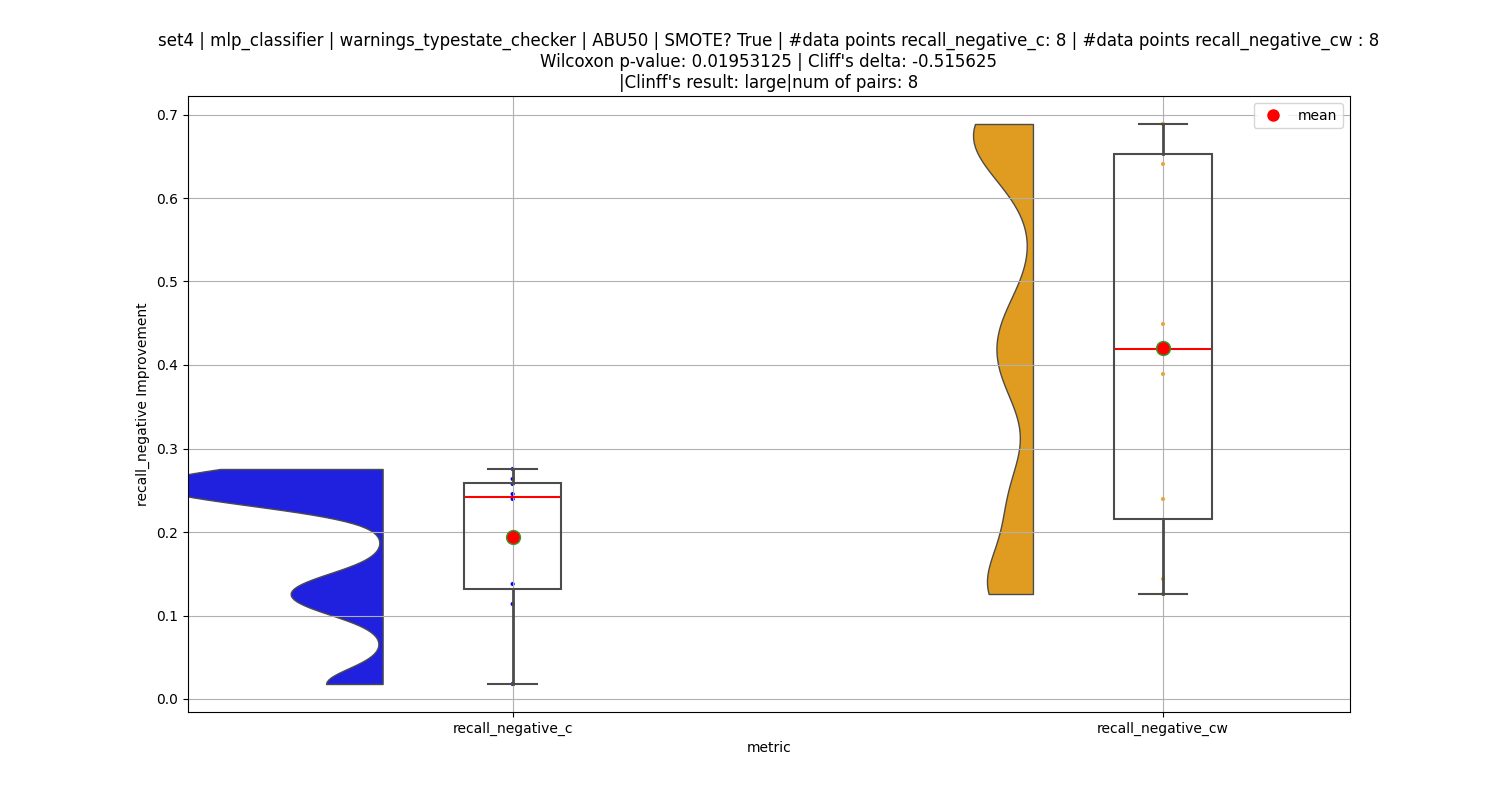 set4 | mlp_classifier | warnings_typestate_checker | ABU50 | SMOTE? True | #data points recall_negative_c: 8 | #data points recall_negative_cw : 8
Wilcoxon p-value: 0.01953125 | Cliff's delta: -0.515625
|Clinff's result: large|num of pairs: 8
mean
0.7
0.6
0.5
0.4
0.3
0.2
0.1
0.0
recall_negative Improvement
recall_negative_c
recall_negative_cw
metric